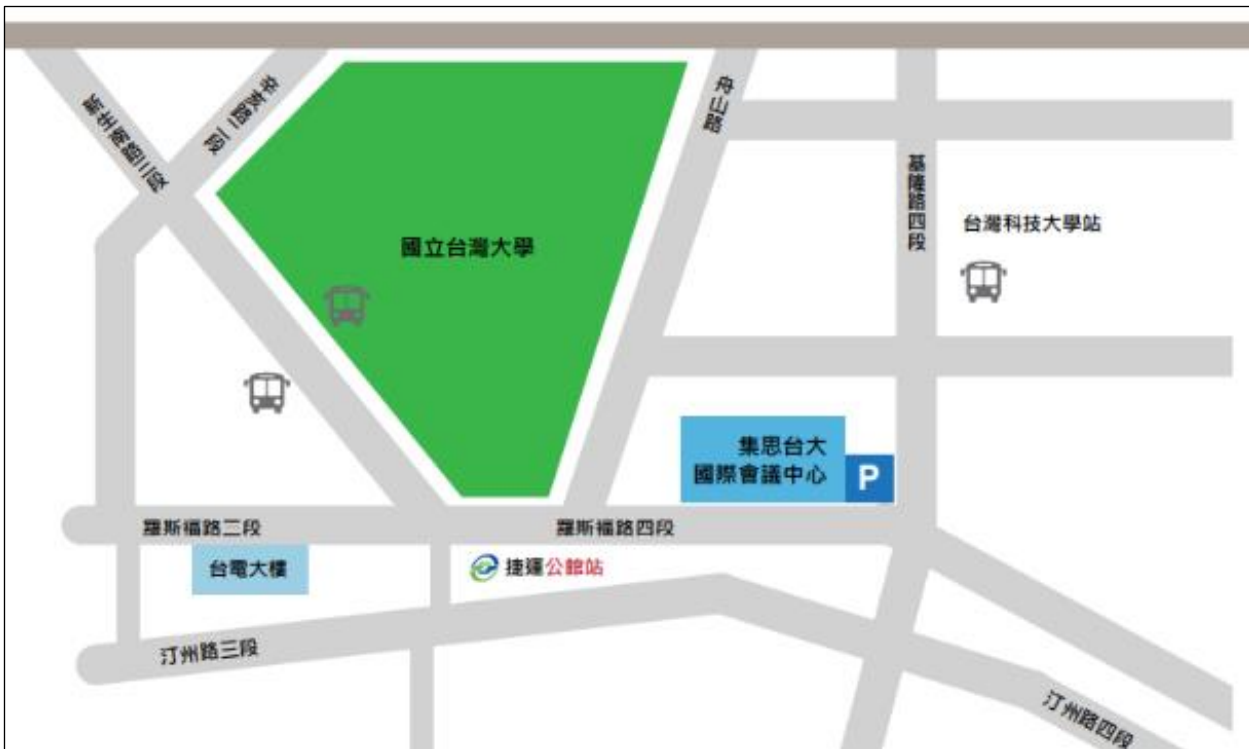 新生南路三段
辛亥路二段
舟山路
基隆路四段
國立台灣大學
台灣科技大學站
集思台大
國際會議中心
P
羅斯福路三段
羅斯福路四段
台電大樓
捷運公館站
汀州路三段
汀州路四段